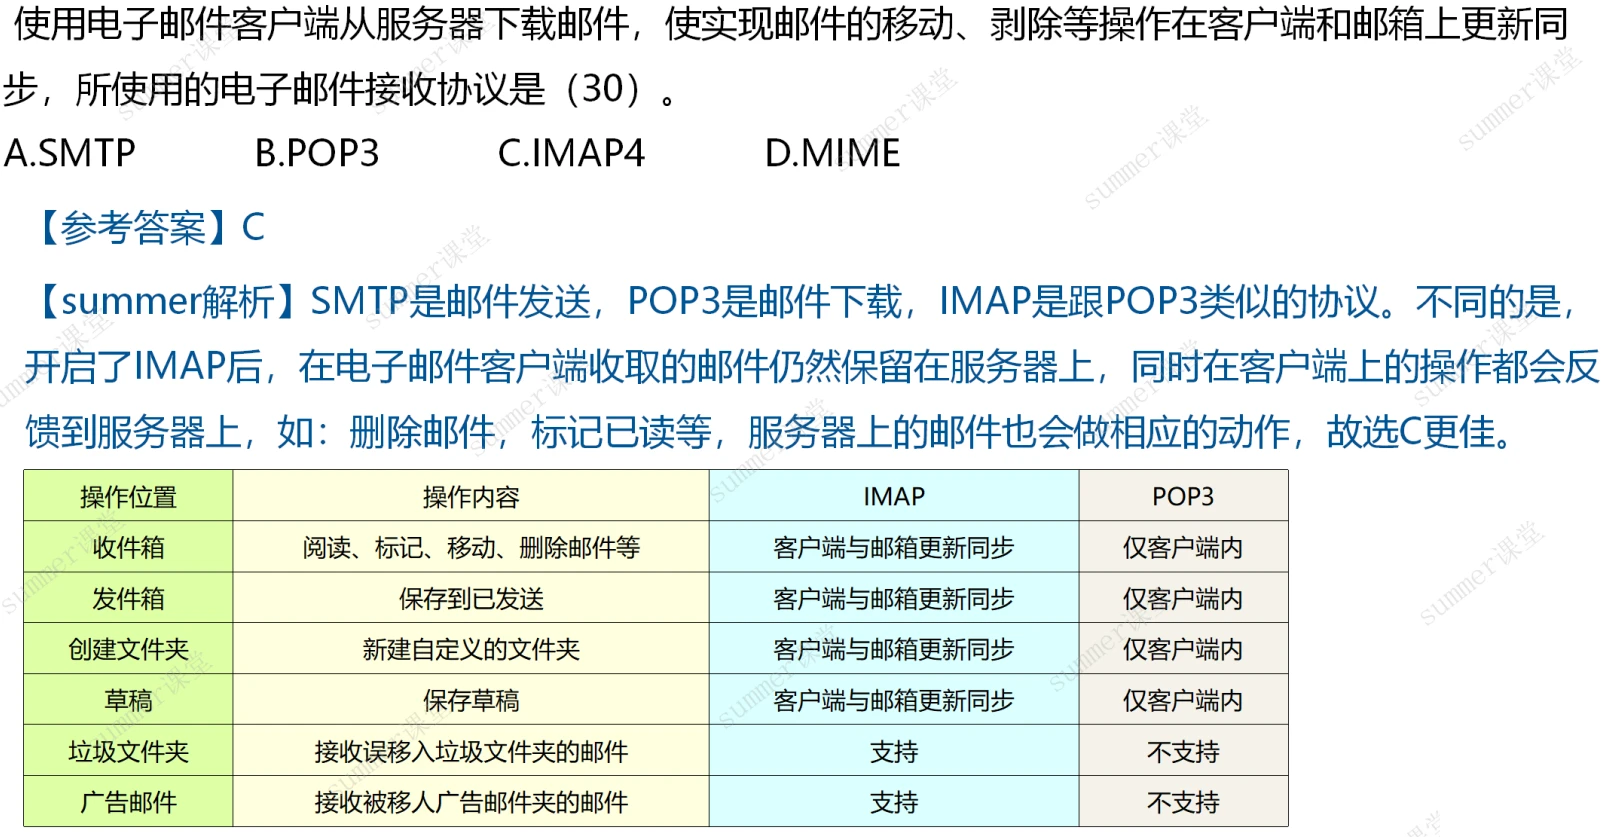 使用电子邮件客户端从服务器下载邮件，使实现邮件的移动、剥除等操作在客户端和邮箱上更新同
步，所使用的电子邮件接收协议是（30）。
A.SMTP B.POP3 C.IMAP4 D.MIME
【参考答案】C
【summer解析】SMTP是邮件发送，POP3是邮件下载，IMAP是跟POP3类似的协议。不同的是，
开启了IMAP后，在电子邮件客户端收取的邮件仍然保留在服务器上，同时在客户端上的操作都会反
馈到服务器上，如：删除邮件，标记已读等，服务器上的邮件也会做相应的动作，故选C更佳。
操作位置 操作内容 IMAP POP3
收件箱 阅读、标记、移动、删除邮件等 客户端与邮箱更新同步 仅客户端内
发件箱 保存到已发送 客户端与邮箱更新同步 仅客户端内
创建文件夹 新建自定义的文件夹 客户端与邮箱更新同步 仅客户端内
草稿 保存草稿 客户端与邮箱更新同步 仅客户端内
垃圾文件夹 接收误移入垃圾文件夹的邮件 支持 不支持
广告邮件 接收被移人广告邮件夹的邮件 支持 不支持
summer课堂